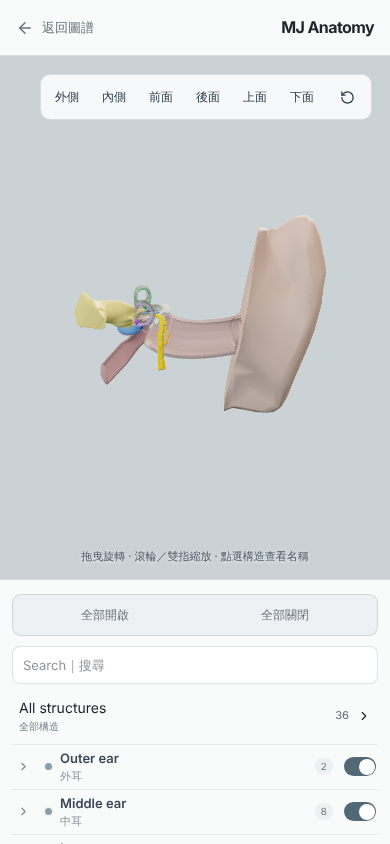 返回圖譜
MJ Anatomy
外側 內側 前面 後面 上面 下面
拖曳旋轉 · 滾輪／雙指縮放 · 點選構造查看名稱
全部開啟 全部關閉
Search｜搜尋
All structures
36
全部構造
Outer ear
2
外耳
Middle ear
8
中耳